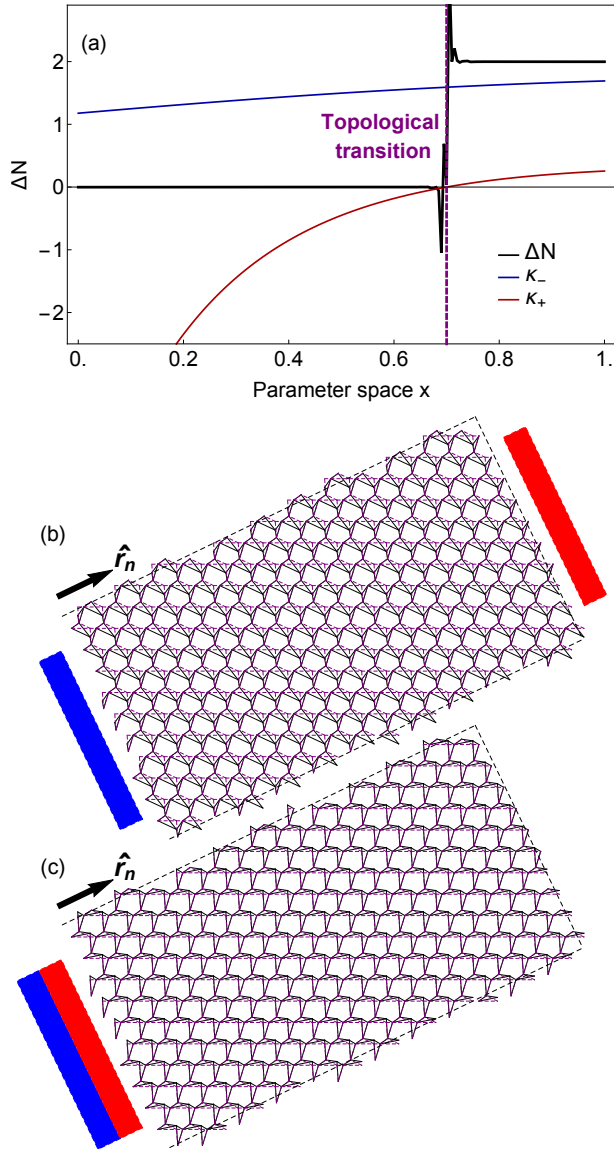 (a)
ΔN
2
1
0
−1
−2
Topological
transition
ΔN
κ₋
κ₊
0. 0.2 0.4 0.6 0.8 1.
Parameter space x
(b)
r̂ₙ
(c)
r̂ₙ